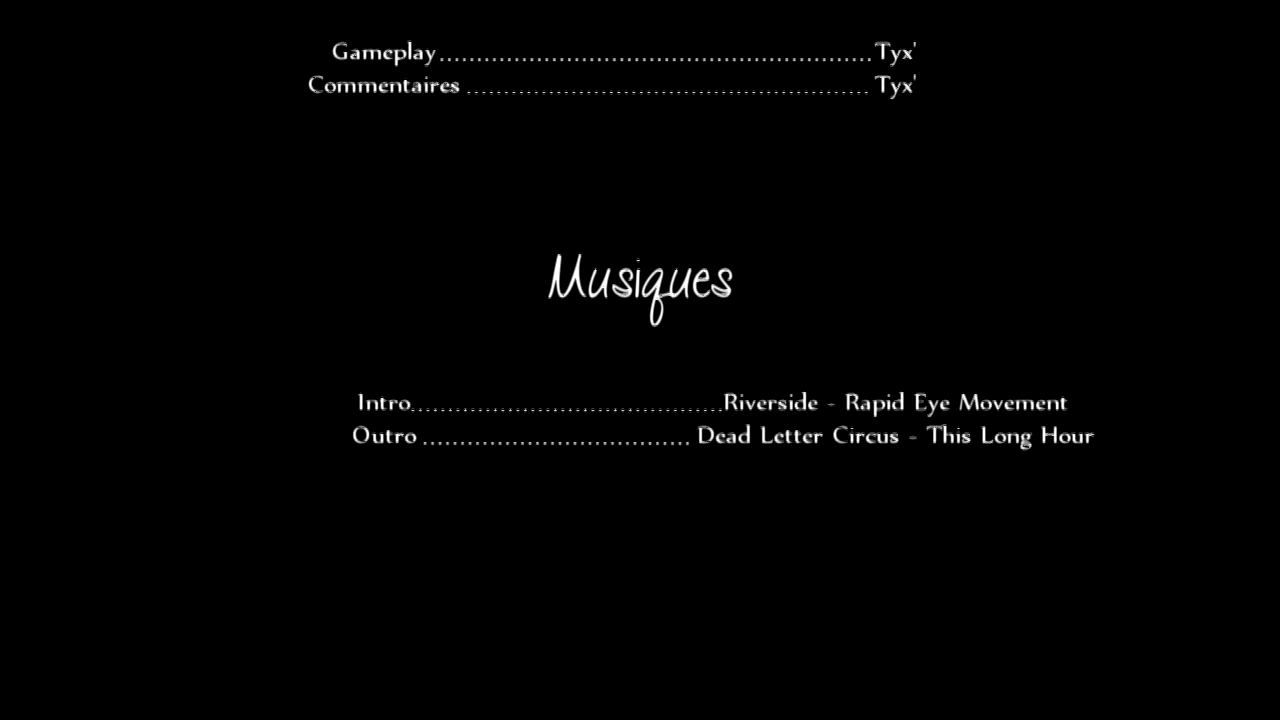 Gameplay......................................................Tyx'
Commentaires ...................................................... Tyx'
Musiques
Intro.......................................Riverside - Rapid Eye Movement
Outro .................................. Dead Letter Circus - This Long Hour